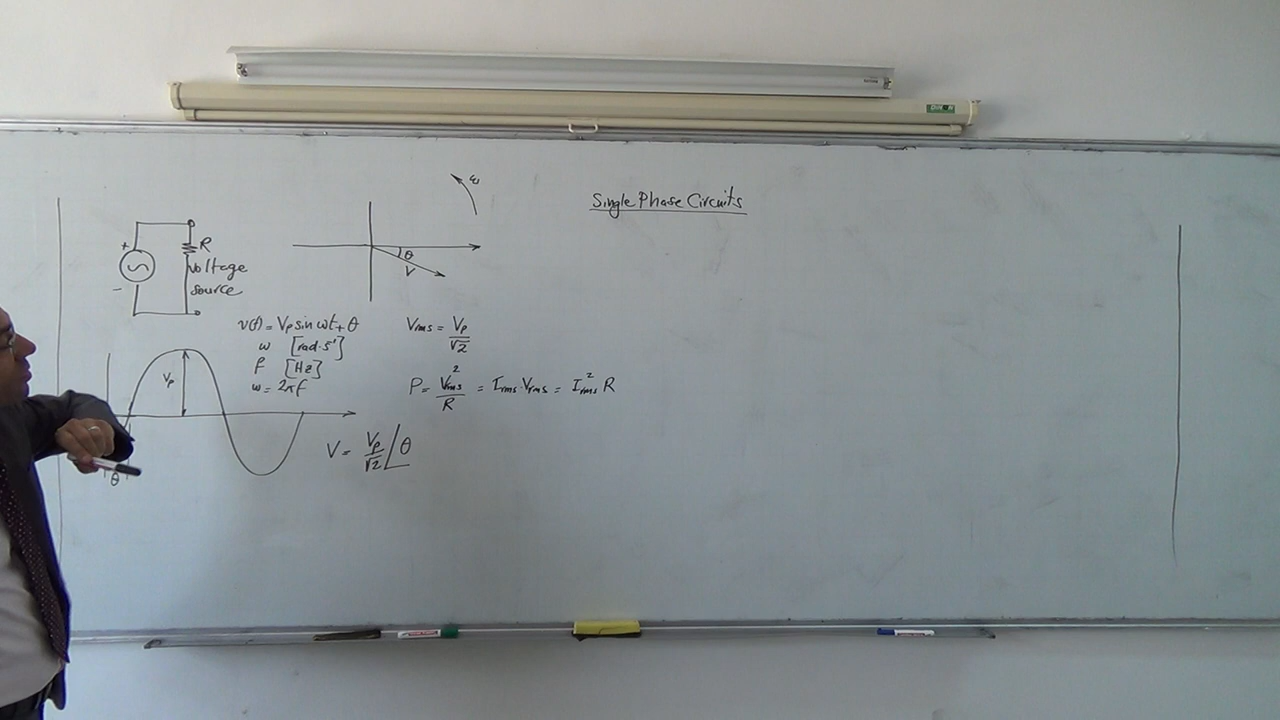 Single Phase Circuits
ω
+
R
voltage
source
-
θ
V
v(t) = Vp sin ωt + θ
ω [rad.s⁻¹]
f [Hz]
ω = 2πf
Vrms = Vp/√2
P = Vrms²/R = Irms.Vrms = Irms² R
Vp
θ
V = Vp/√2 ∠θ